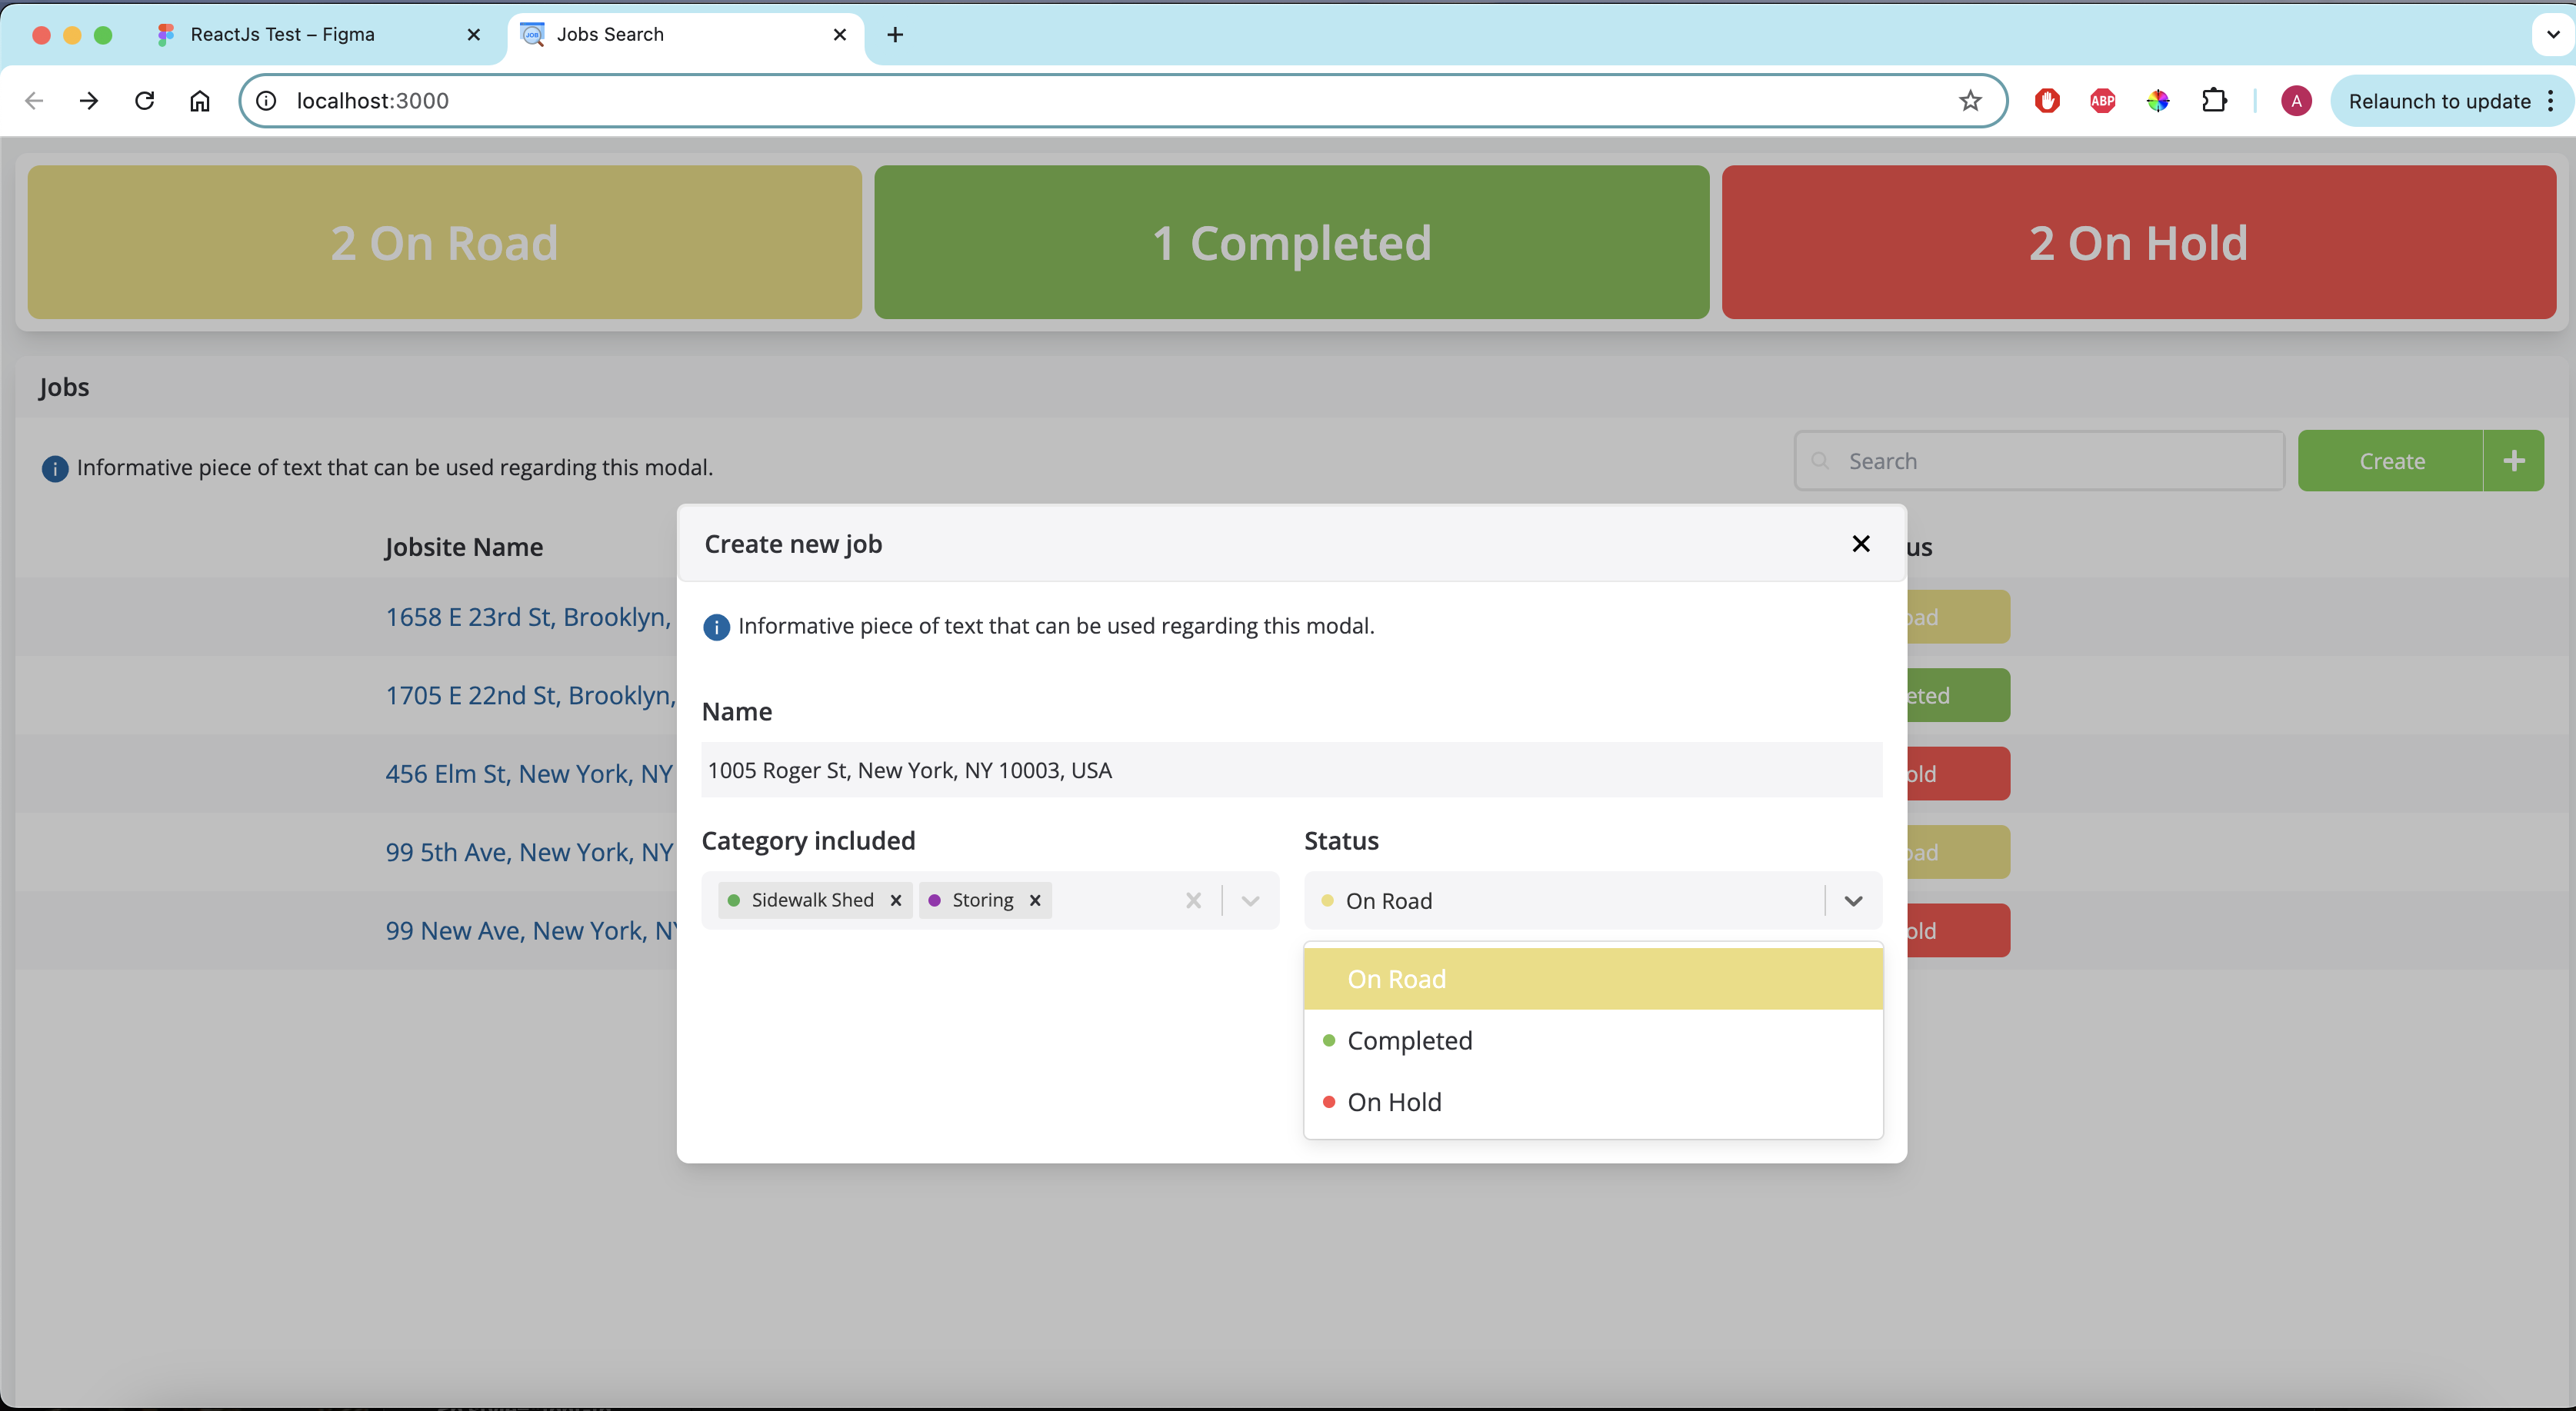 ReactJs Test – Figma
Jobs Search
localhost:3000
ABP
A
Relaunch to update
2 On Road
1 Completed
2 On Hold
Jobs
Informative piece of text that can be used regarding this modal.
Search
Create
Jobsite Name
us
1658 E 23rd St, Brooklyn,
oad
1705 E 22nd St, Brooklyn,
eted
456 Elm St, New York, NY
old
99 5th Ave, New York, NY
oad
99 New Ave, New York, NY
old
Create new job
Informative piece of text that can be used regarding this modal.
Name
1005 Roger St, New York, NY 10003, USA
Category included
Status
Sidewalk Shed
Storing
On Road
On Road
Completed
On Hold